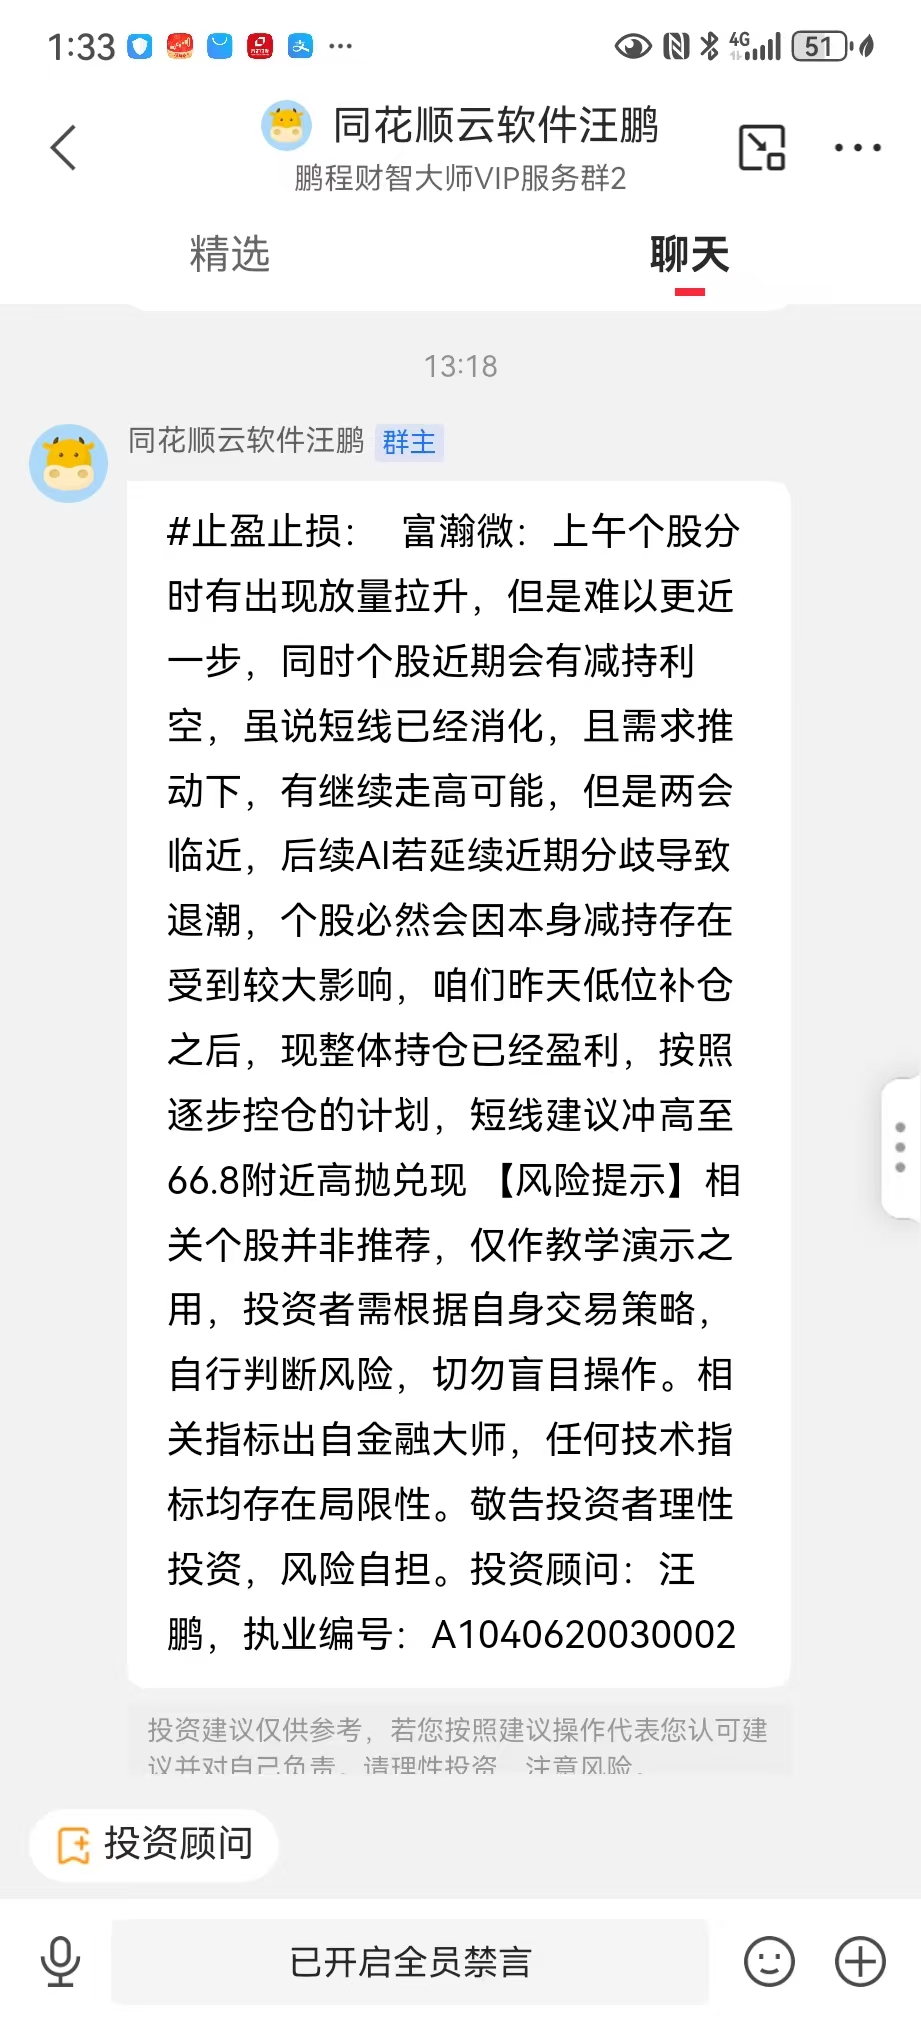 1:33
4G
51
同花顺云软件汪鹏
鹏程财智大师VIP服务群2
精选
聊天
13:18
同花顺云软件汪鹏 群主
#止盈止损： 富瀚微：上午个股分
时有出现放量拉升，但是难以更近
一步，同时个股近期会有减持利
空，虽说短线已经消化，且需求推
动下，有继续走高可能，但是两会
临近，后续AI若延续近期分歧导致
退潮，个股必然会因本身减持存在
受到较大影响，咱们昨天低位补仓
之后，现整体持仓已经盈利，按照
逐步控仓的计划，短线建议冲高至
66.8附近高抛兑现 【风险提示】相
关个股并非推荐，仅作教学演示之
用，投资者需根据自身交易策略，
自行判断风险，切勿盲目操作。相
关指标出自金融大师，任何技术指
标均存在局限性。敬告投资者理性
投资，风险自担。投资顾问：汪
鹏，执业编号：A1040620030002
投资建议仅供参考，若您按照建议操作代表您认可建
议并对自己负责。请理性投资，注意风险。
投资顾问
已开启全员禁言